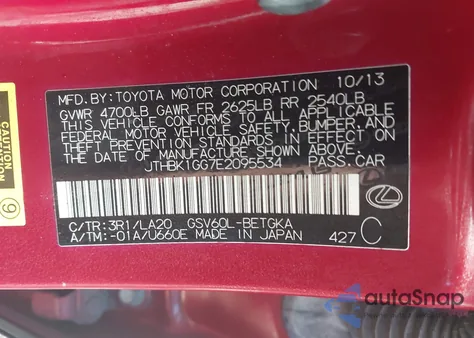 MFD. BY: TOYOTA MOTOR CORPORATION 10/13
GVWR 4700LB GAWR FR 2625LB RR 2540LB
THIS VEHICLE CONFORMS TO ALL APPLICABLE
FEDERAL MOTOR VEHICLE SAFETY, BUMPER, AND
THEFT PREVENTION STANDARDS IN EFFECT ON
THE DATE OF MANUFACTURE SHOWN ABOVE.
JTHBK1GG7E2095534 PASS. CAR
C/TR: 3R1/LA20 GSV60L-BETGKA
A/TM: -01A/U660E MADE IN JAPAN 427 C
9
autoSnap